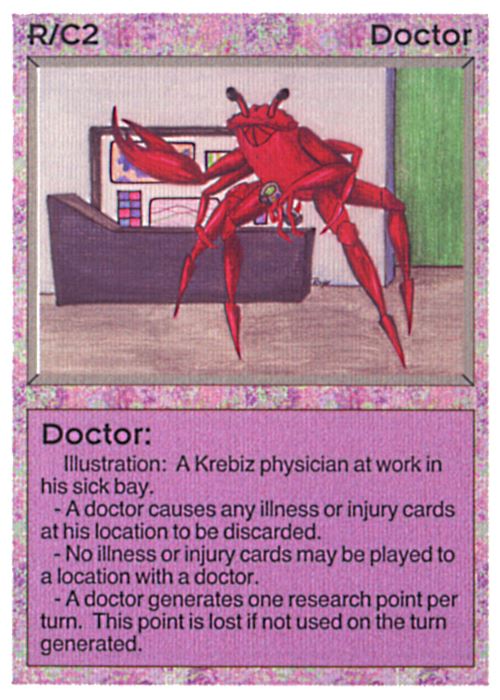 R/C2 Doctor
Doctor:
Illustration: A Krebiz physician at work in
his sick bay.
- A doctor causes any illness or injury cards
at his location to be discarded.
- No illness or injury cards may be played to
a location with a doctor.
- A doctor generates one research point per
turn. This point is lost if not used on the turn
generated.